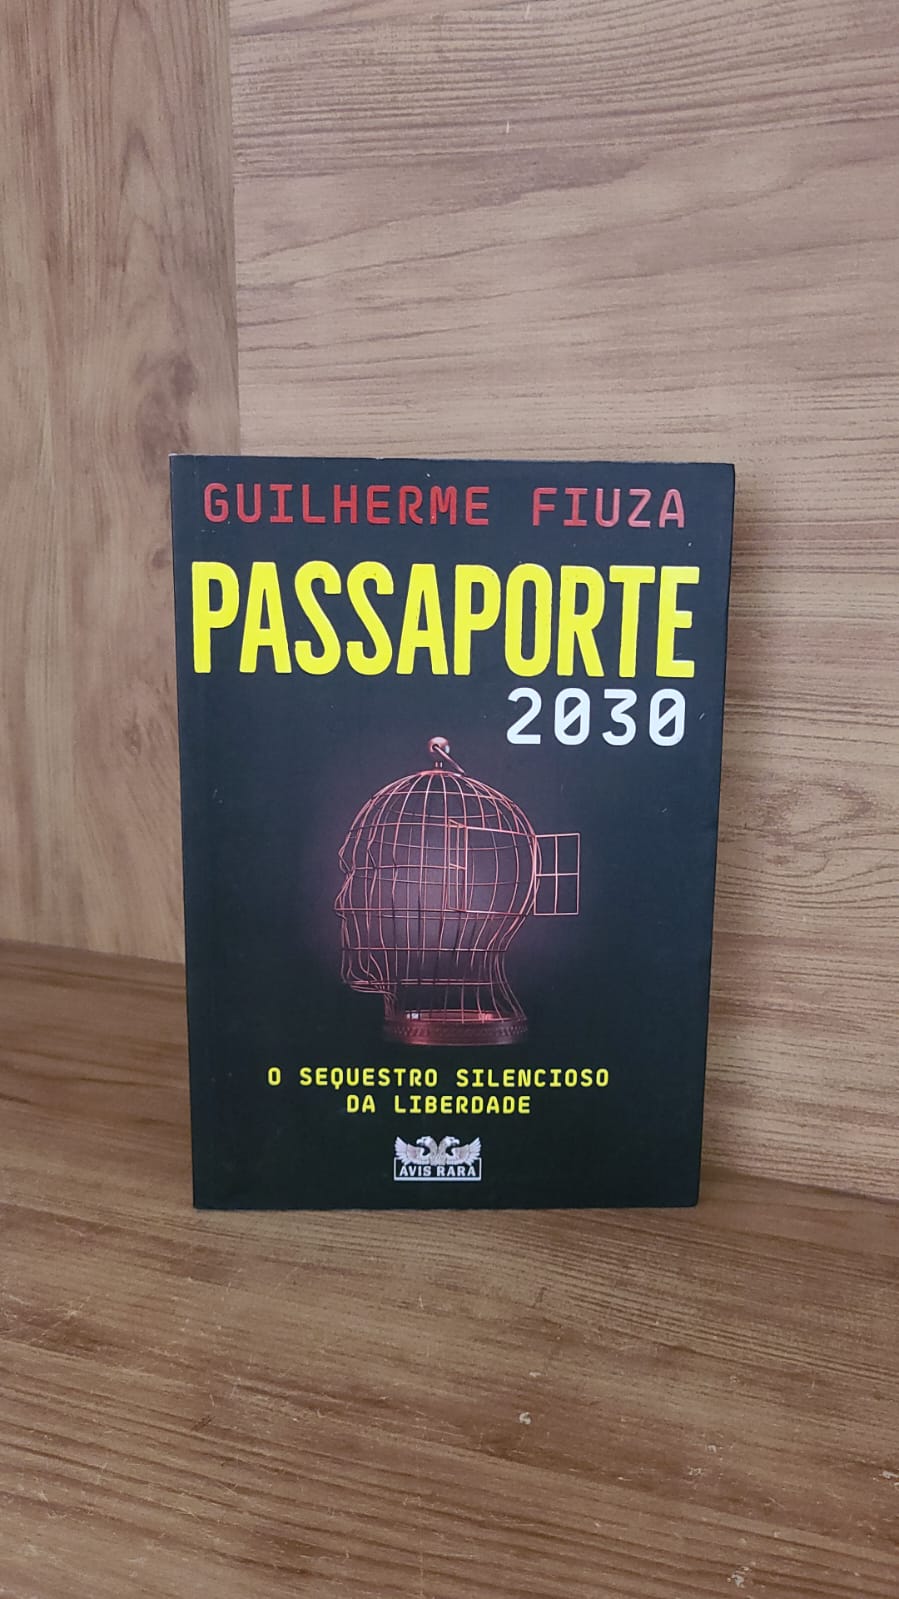 GUILHERME FIUZA
PASSAPORTE
2030
O SEQUESTRO SILENCIOSO
DA LIBERDADE
AVIS RARA